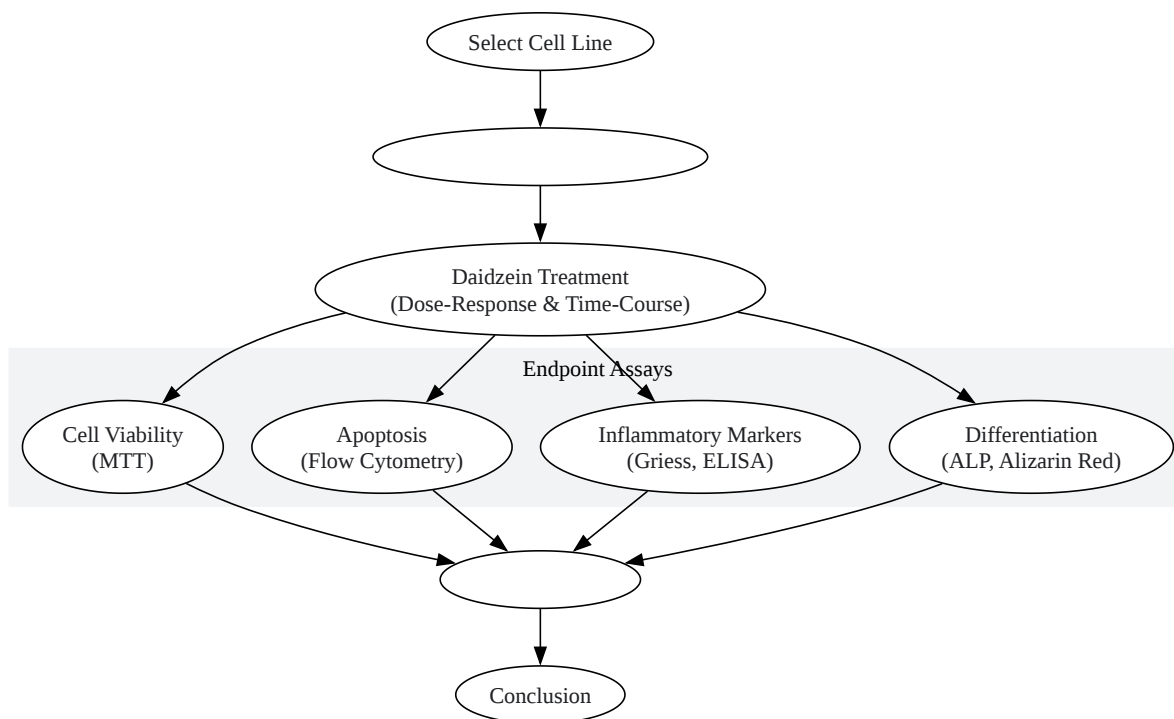 Select Cell Line
Daidzein Treatment
(Dose-Response & Time-Course)
Endpoint Assays
Cell Viability
(MTT)
Apoptosis
(Flow Cytometry)
Inflammatory Markers
(Griess, ELISA)
Differentiation
(ALP, Alizarin Red)
Conclusion